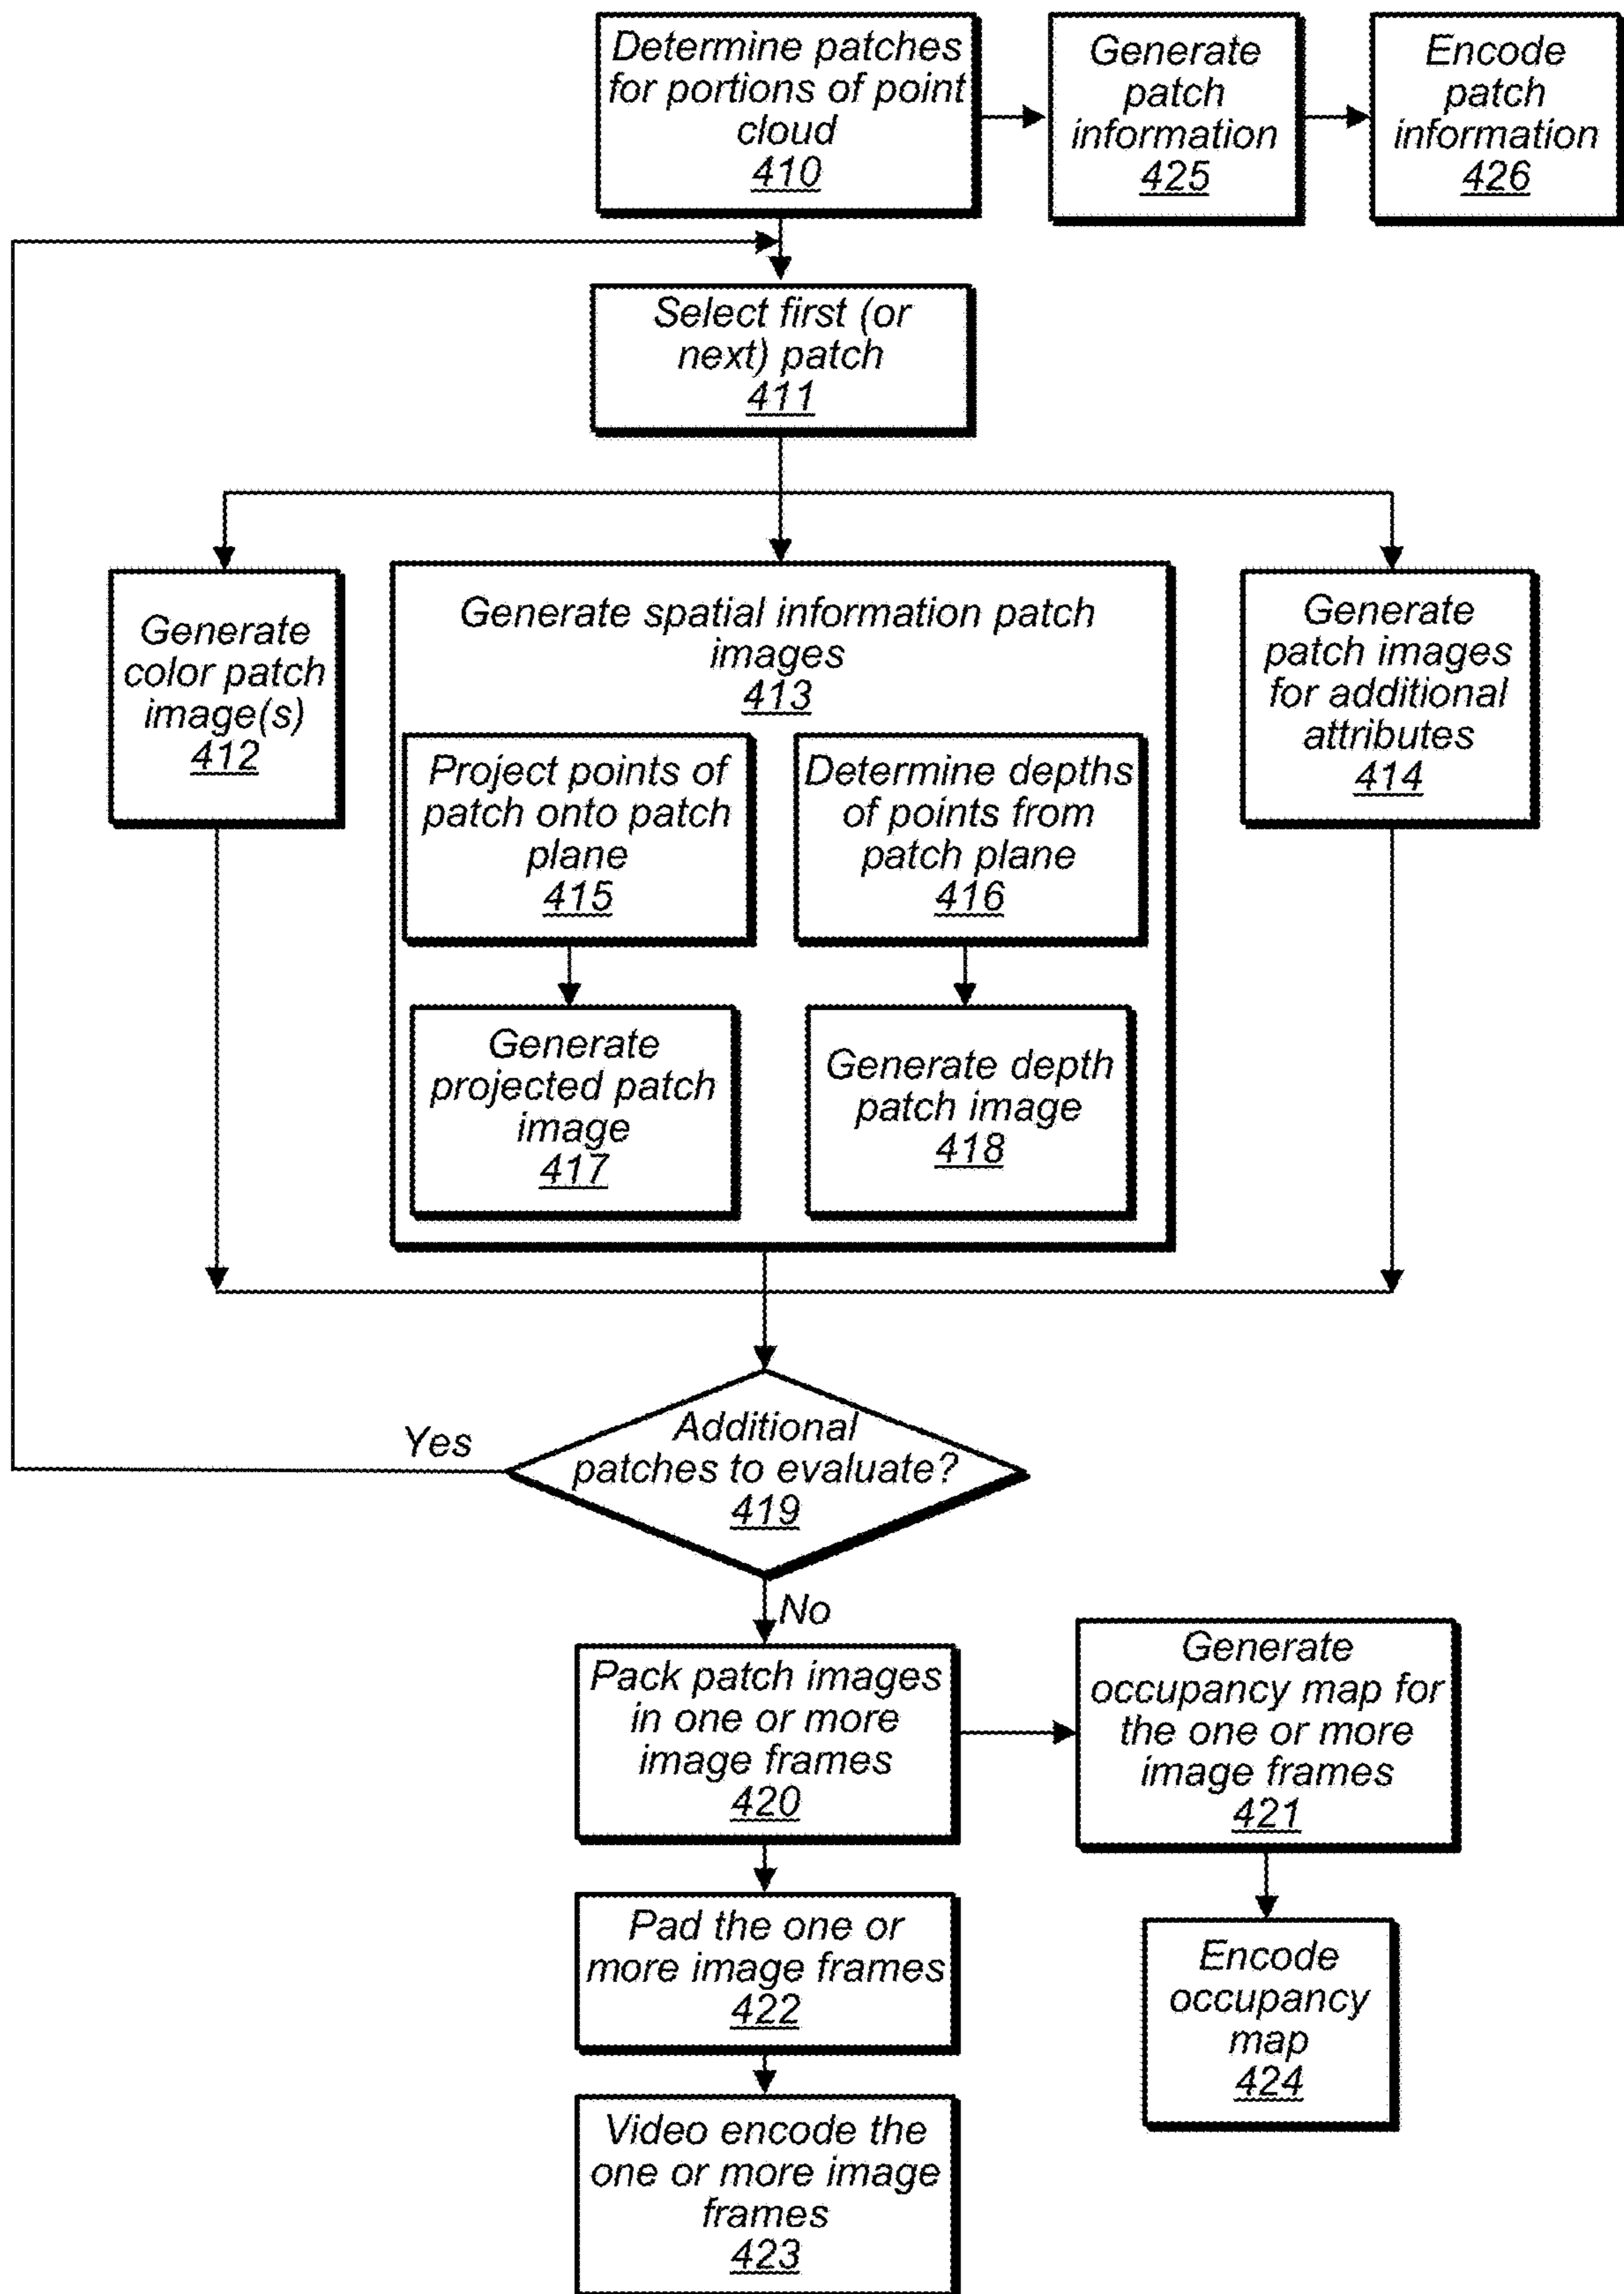 Determine patches
for portions of point
cloud
410
Generate
patch
information
425
Encode
patch
information
426
Select first (or
next) patch
411
Generate
color patch
image(s)
412
Generate spatial information patch
images
413
Project points of
patch onto patch
plane
415
Determine depths
of points from
patch plane
416
Generate
projected patch
image
417
Generate depth
patch image
418
Generate
patch images
for additional
attributes
414
Additional
patches to evaluate?
419
Yes
No
Pack patch images
in one or more
image frames
420
Generate
occupancy map for
the one or more
image frames
421
Pad the one or
more image frames
422
Encode
occupancy
map
424
Video encode the
one or more image
frames
423